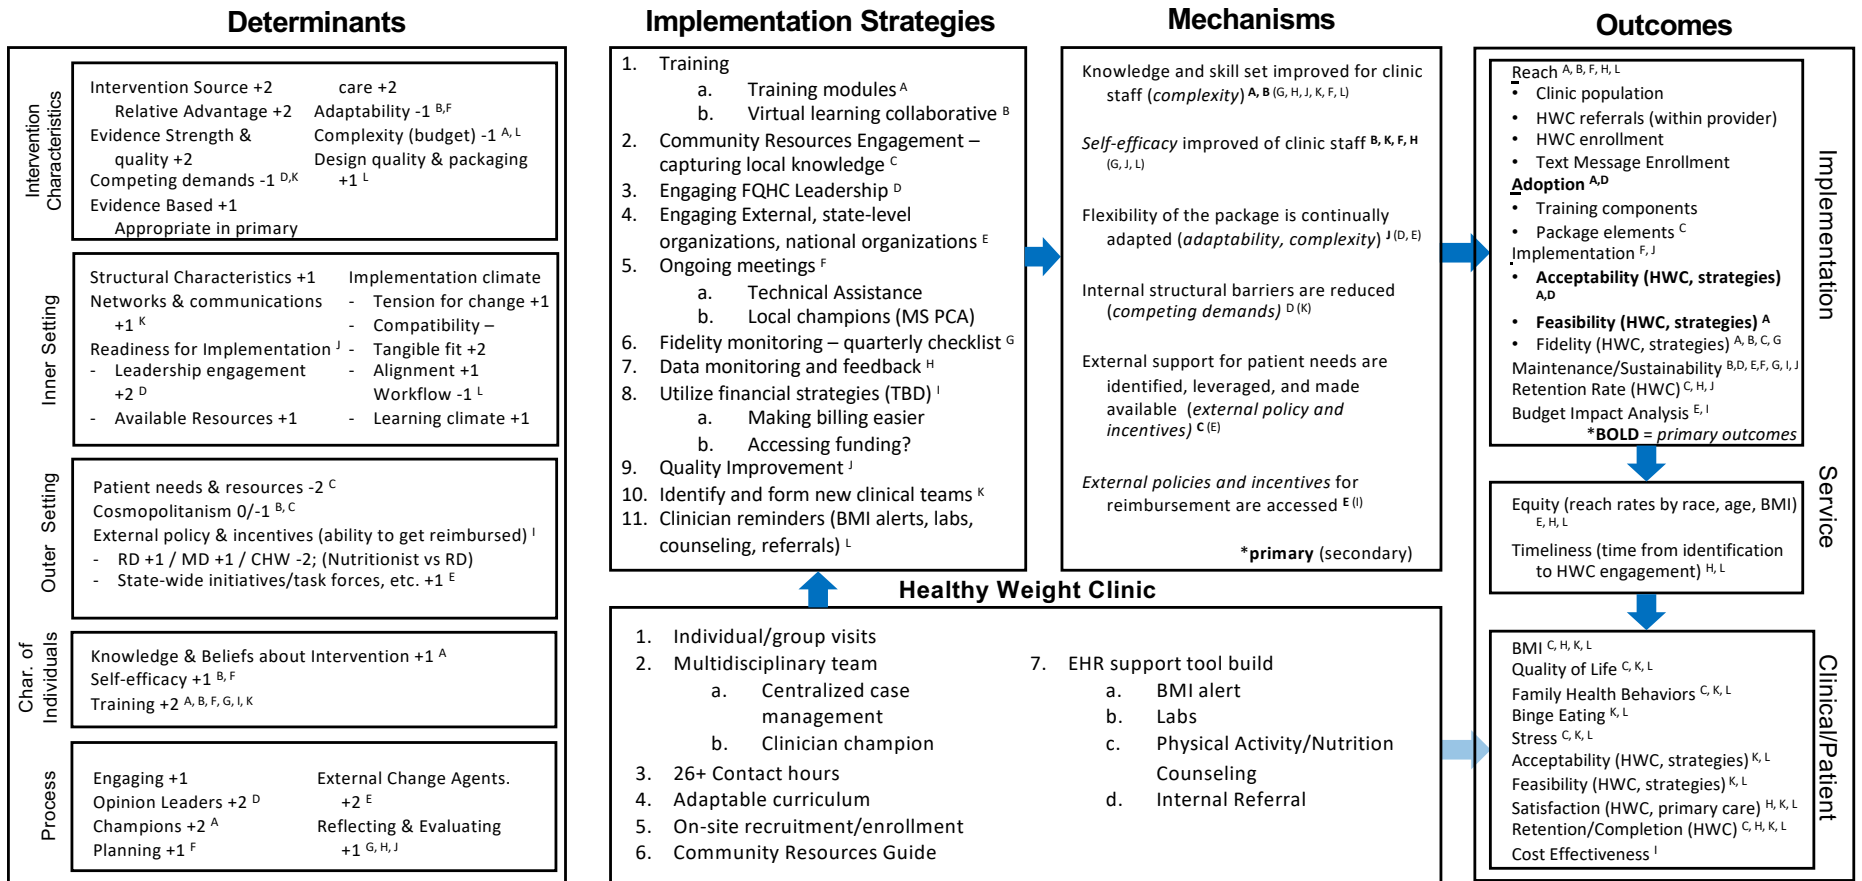 Determinants
Intervention Characteristics
Intervention Source +2
Relative Advantage +2
Evidence Strength &
quality +2
Competing demands -1 D,K
Evidence Based +1
Appropriate in primary
care +2
Adaptability -1 B,F
Complexity (budget) -1 A, L
Design quality & packaging
+1 L
Inner Setting
Structural Characteristics +1
Networks & communications
+1 K
Readiness for Implementation J
- Leadership engagement
+2 D
- Available Resources +1
Implementation climate
- Tension for change +1
- Compatibility –
- Tangible fit +2
- Alignment +1
Workflow -1 L
- Learning climate +1
Outer Setting
Patient needs & resources -2 C
Cosmopolitanism 0/-1 B, C
External policy & incentives (ability to get reimbursed) I
- RD +1 / MD +1 / CHW -2; (Nutritionist vs RD)
- State-wide initiatives/task forces, etc. +1 E
Char. of Individuals
Knowledge & Beliefs about Intervention +1 A
Self-efficacy +1 B, F
Training +2 A, B, F, G, I, K
Process
Engaging +1
Opinion Leaders +2 D
Champions +2 A
Planning +1 F
External Change Agents.
+2 E
Reflecting & Evaluating
+1 G, H, J
Implementation Strategies
1. Training
a. Training modules A
b. Virtual learning collaborative B
2. Community Resources Engagement –
capturing local knowledge C
3. Engaging FQHC Leadership D
4. Engaging External, state-level
organizations, national organizations E
5. Ongoing meetings F
a. Technical Assistance
b. Local champions (MS PCA)
6. Fidelity monitoring – quarterly checklist G
7. Data monitoring and feedback H
8. Utilize financial strategies (TBD) I
a. Making billing easier
b. Accessing funding?
9. Quality Improvement J
10. Identify and form new clinical teams K
11. Clinician reminders (BMI alerts, labs,
counseling, referrals) L
Mechanisms
Knowledge and skill set improved for clinic
staff (complexity) A, B (G, H, J, K, F, L)
Self-efficacy improved of clinic staff B, K, F, H
(G, J, L)
Flexibility of the package is continually
adapted (adaptability, complexity) J (D, E)
Internal structural barriers are reduced
(competing demands) D (K)
External support for patient needs are
identified, leveraged, and made
available (external policy and
incentives) C (E)
External policies and incentives for
reimbursement are accessed E (I)
*primary (secondary)
Healthy Weight Clinic
1. Individual/group visits
2. Multidisciplinary team
a. Centralized case
management
b. Clinician champion
3. 26+ Contact hours
4. Adaptable curriculum
5. On-site recruitment/enrollment
6. Community Resources Guide
7. EHR support tool build
a. BMI alert
b. Labs
c. Physical Activity/Nutrition
Counseling
d. Internal Referral
Outcomes
Reach A, B, F, H, L
• Clinic population
• HWC referrals (within provider)
• HWC enrollment
• Text Message Enrollment
Adoption A,D
• Training components
• Package elements C
Implementation F, J
• Acceptability (HWC, strategies)
A,D
• Feasibility (HWC, strategies) A
• Fidelity (HWC, strategies) A, B, C, G
Maintenance/Sustainability B,D, E,F, G, I, J
Retention Rate (HWC) C, H, J
Budget Impact Analysis E, I
*BOLD = primary outcomes
Implementation
Equity (reach rates by race, age, BMI)
E, H, L
Timeliness (time from identification
to HWC engagement) H, L
Service
BMI C, H, K, L
Quality of Life C, K, L
Family Health Behaviors C, K, L
Binge Eating K, L
Stress C, K, L
Acceptability (HWC, strategies) K, L
Feasibility (HWC, strategies) K, L
Satisfaction (HWC, primary care) H, K, L
Retention/Completion (HWC) C, H, K, L
Cost Effectiveness I
Clinical/Patient